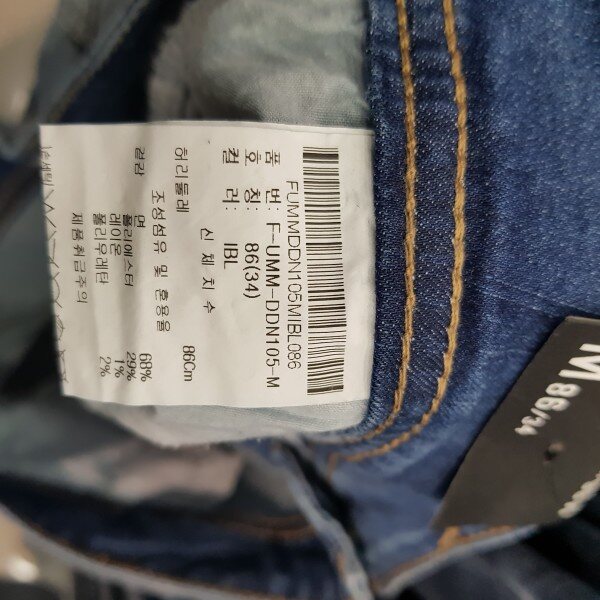 FUMMDDN105MIBL086
품 번: F-UMM-DDN105-M
호 칭: 86(34)
컬 러: IBL
신 체 치 수
허리둘레 86Cm
조성섬유 및 혼용율
겉감 면 68%
폴리에스터 29%
레이온 1%
폴리우레탄 2%
제품취급주의
M 86/34